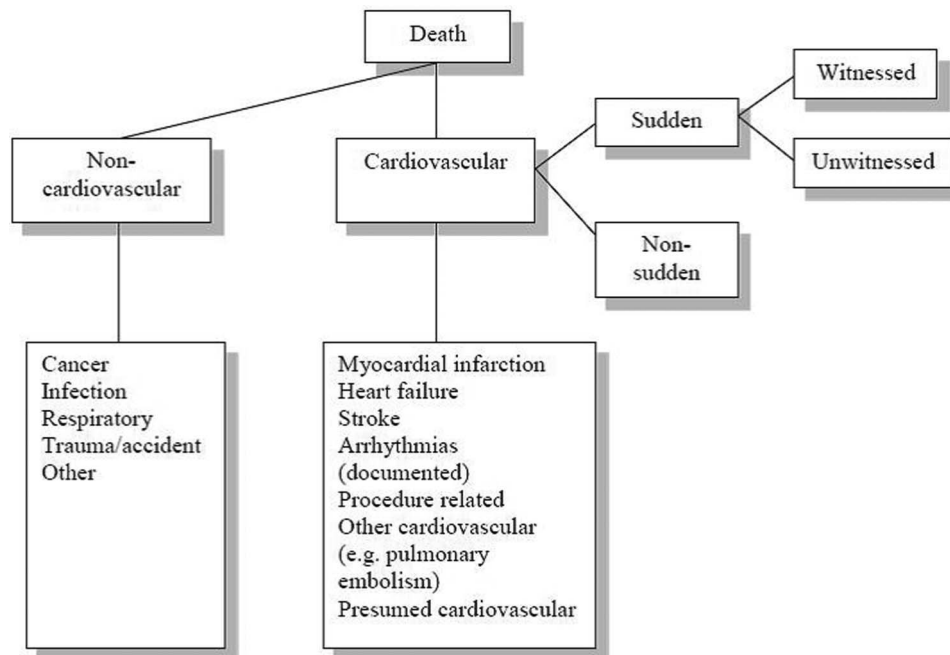 Death
Non-
cardiovascular
Cardiovascular
Sudden
Witnessed
Unwitnessed
Non-
sudden
Cancer
Infection
Respiratory
Trauma/accident
Other
Myocardial infarction
Heart failure
Stroke
Arrhythmias
(documented)
Procedure related
Other cardiovascular
(e.g. pulmonary
embolism)
Presumed cardiovascular